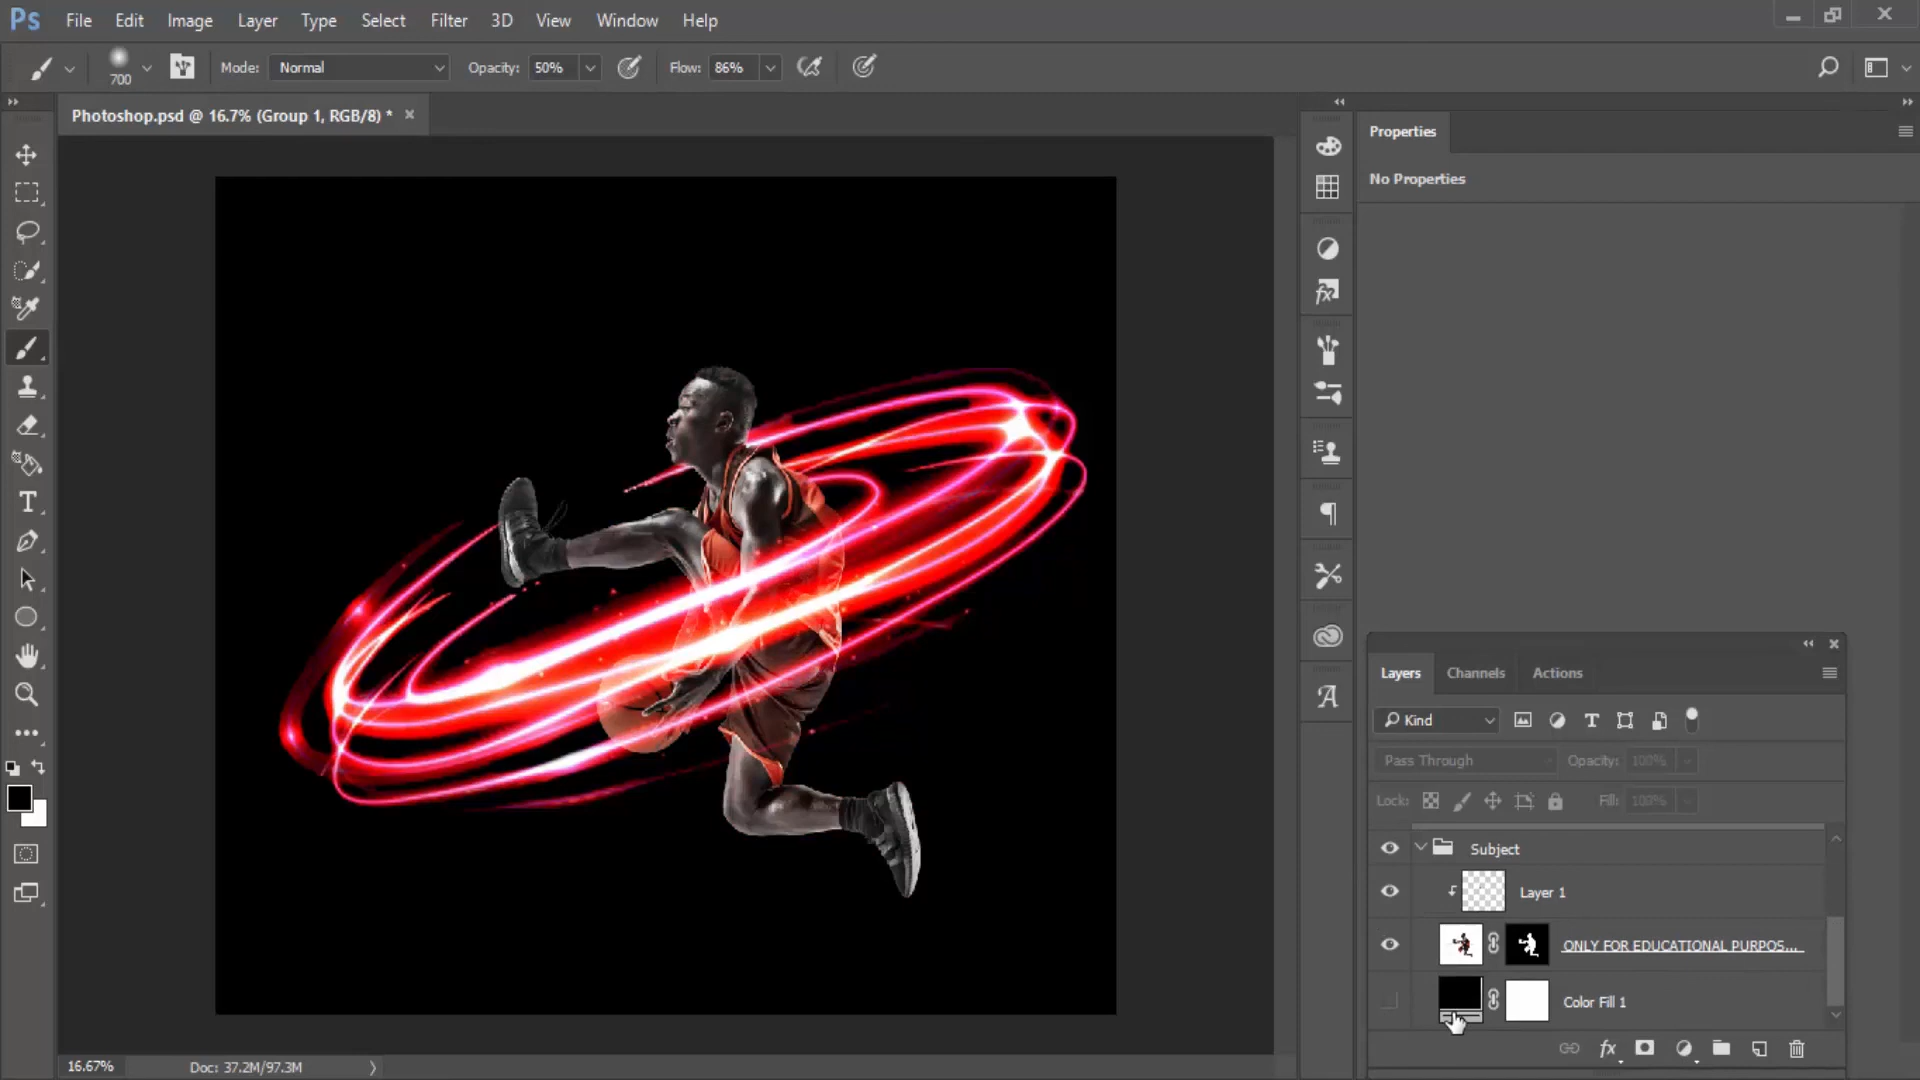 Ps File Edit Image Layer Type Select Filter 3D View Window Help
700 Mode: Normal Opacity: 50% Flow: 86%
Photoshop.psd @ 16.7% (Group 1, RGB/8) *
Properties
No Properties
Layers Channels Actions
Kind
Pass Through Opacity: 100%
Lock: Fill: 100%
Subject
Layer 1
ONLY FOR EDUCATIONAL PURPOS...
Color Fill 1
fx
16.67% Doc: 37.2M/97.3M